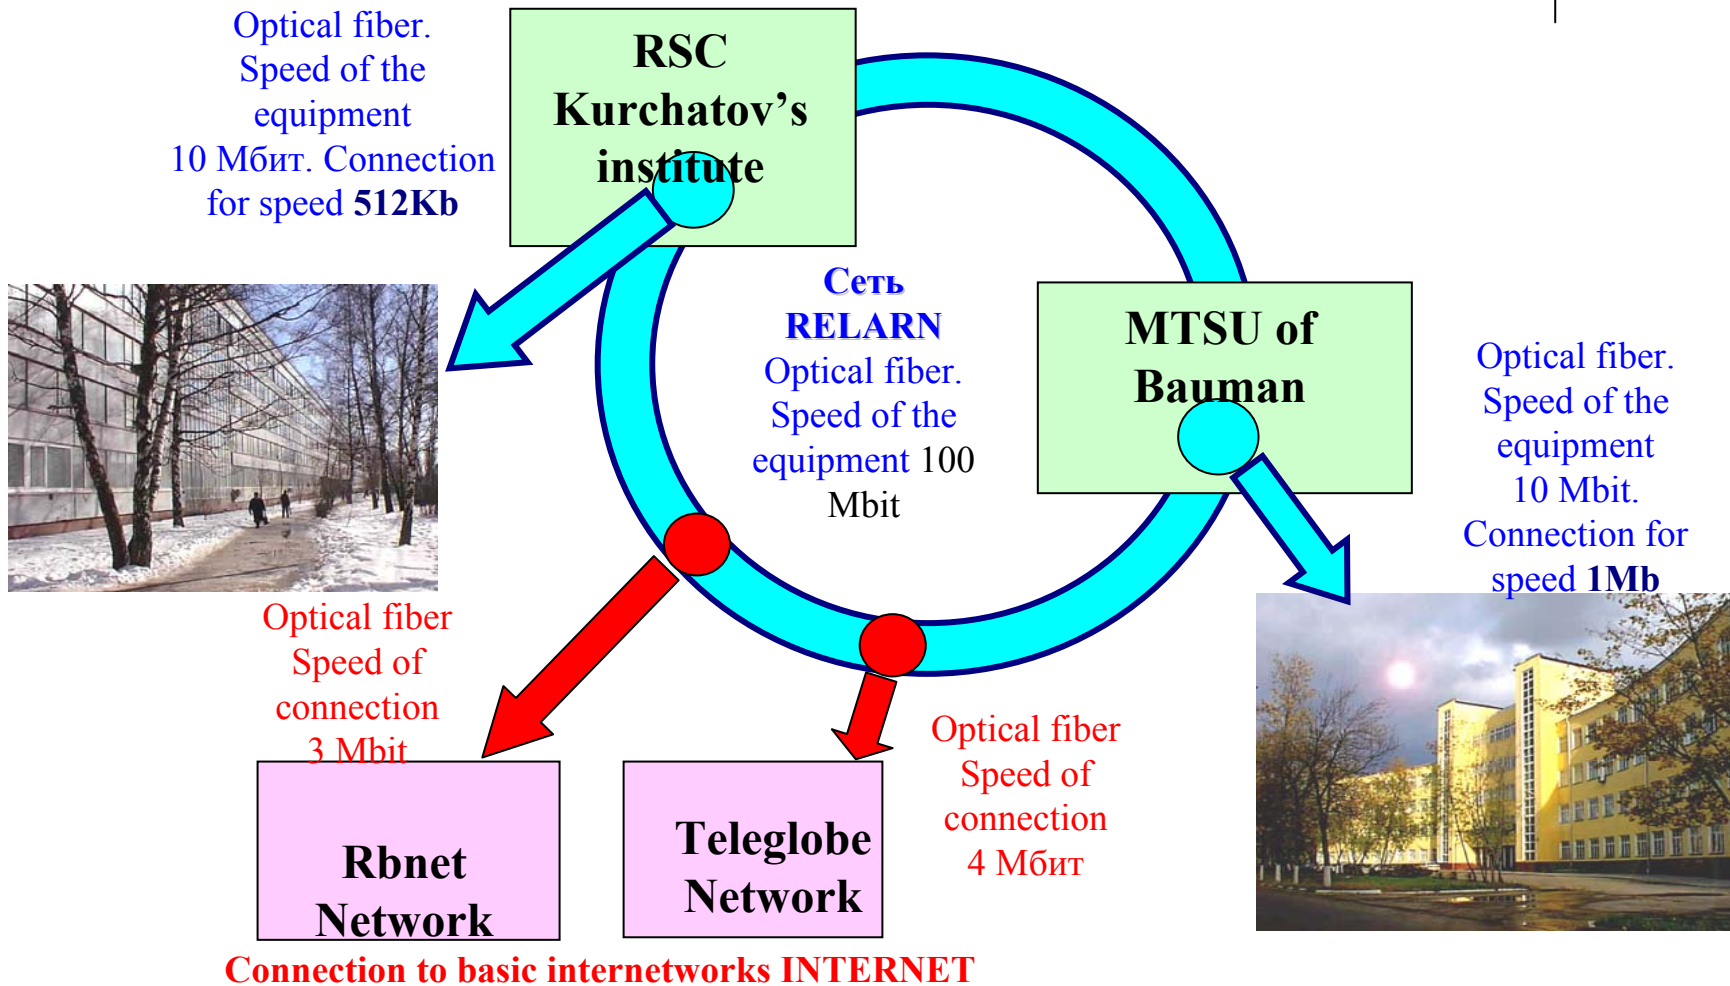 Optical fiber.
Speed of the
equipment
10 Мбит. Connection
for speed 512Kb
RSC
Kurchatov’s
institute
Сеть
RELARN
Optical fiber.
Speed of the
equipment 100
Mbit
MTSU of
Bauman
Optical fiber.
Speed of the
equipment
10 Mbit.
Connection for
speed 1Mb
Optical fiber
Speed of
connection
3 Mbit
Optical fiber
Speed of
connection
4 Мбит
Rbnet
Network
Teleglobe
Network
Connection to basic internetworks INTERNET